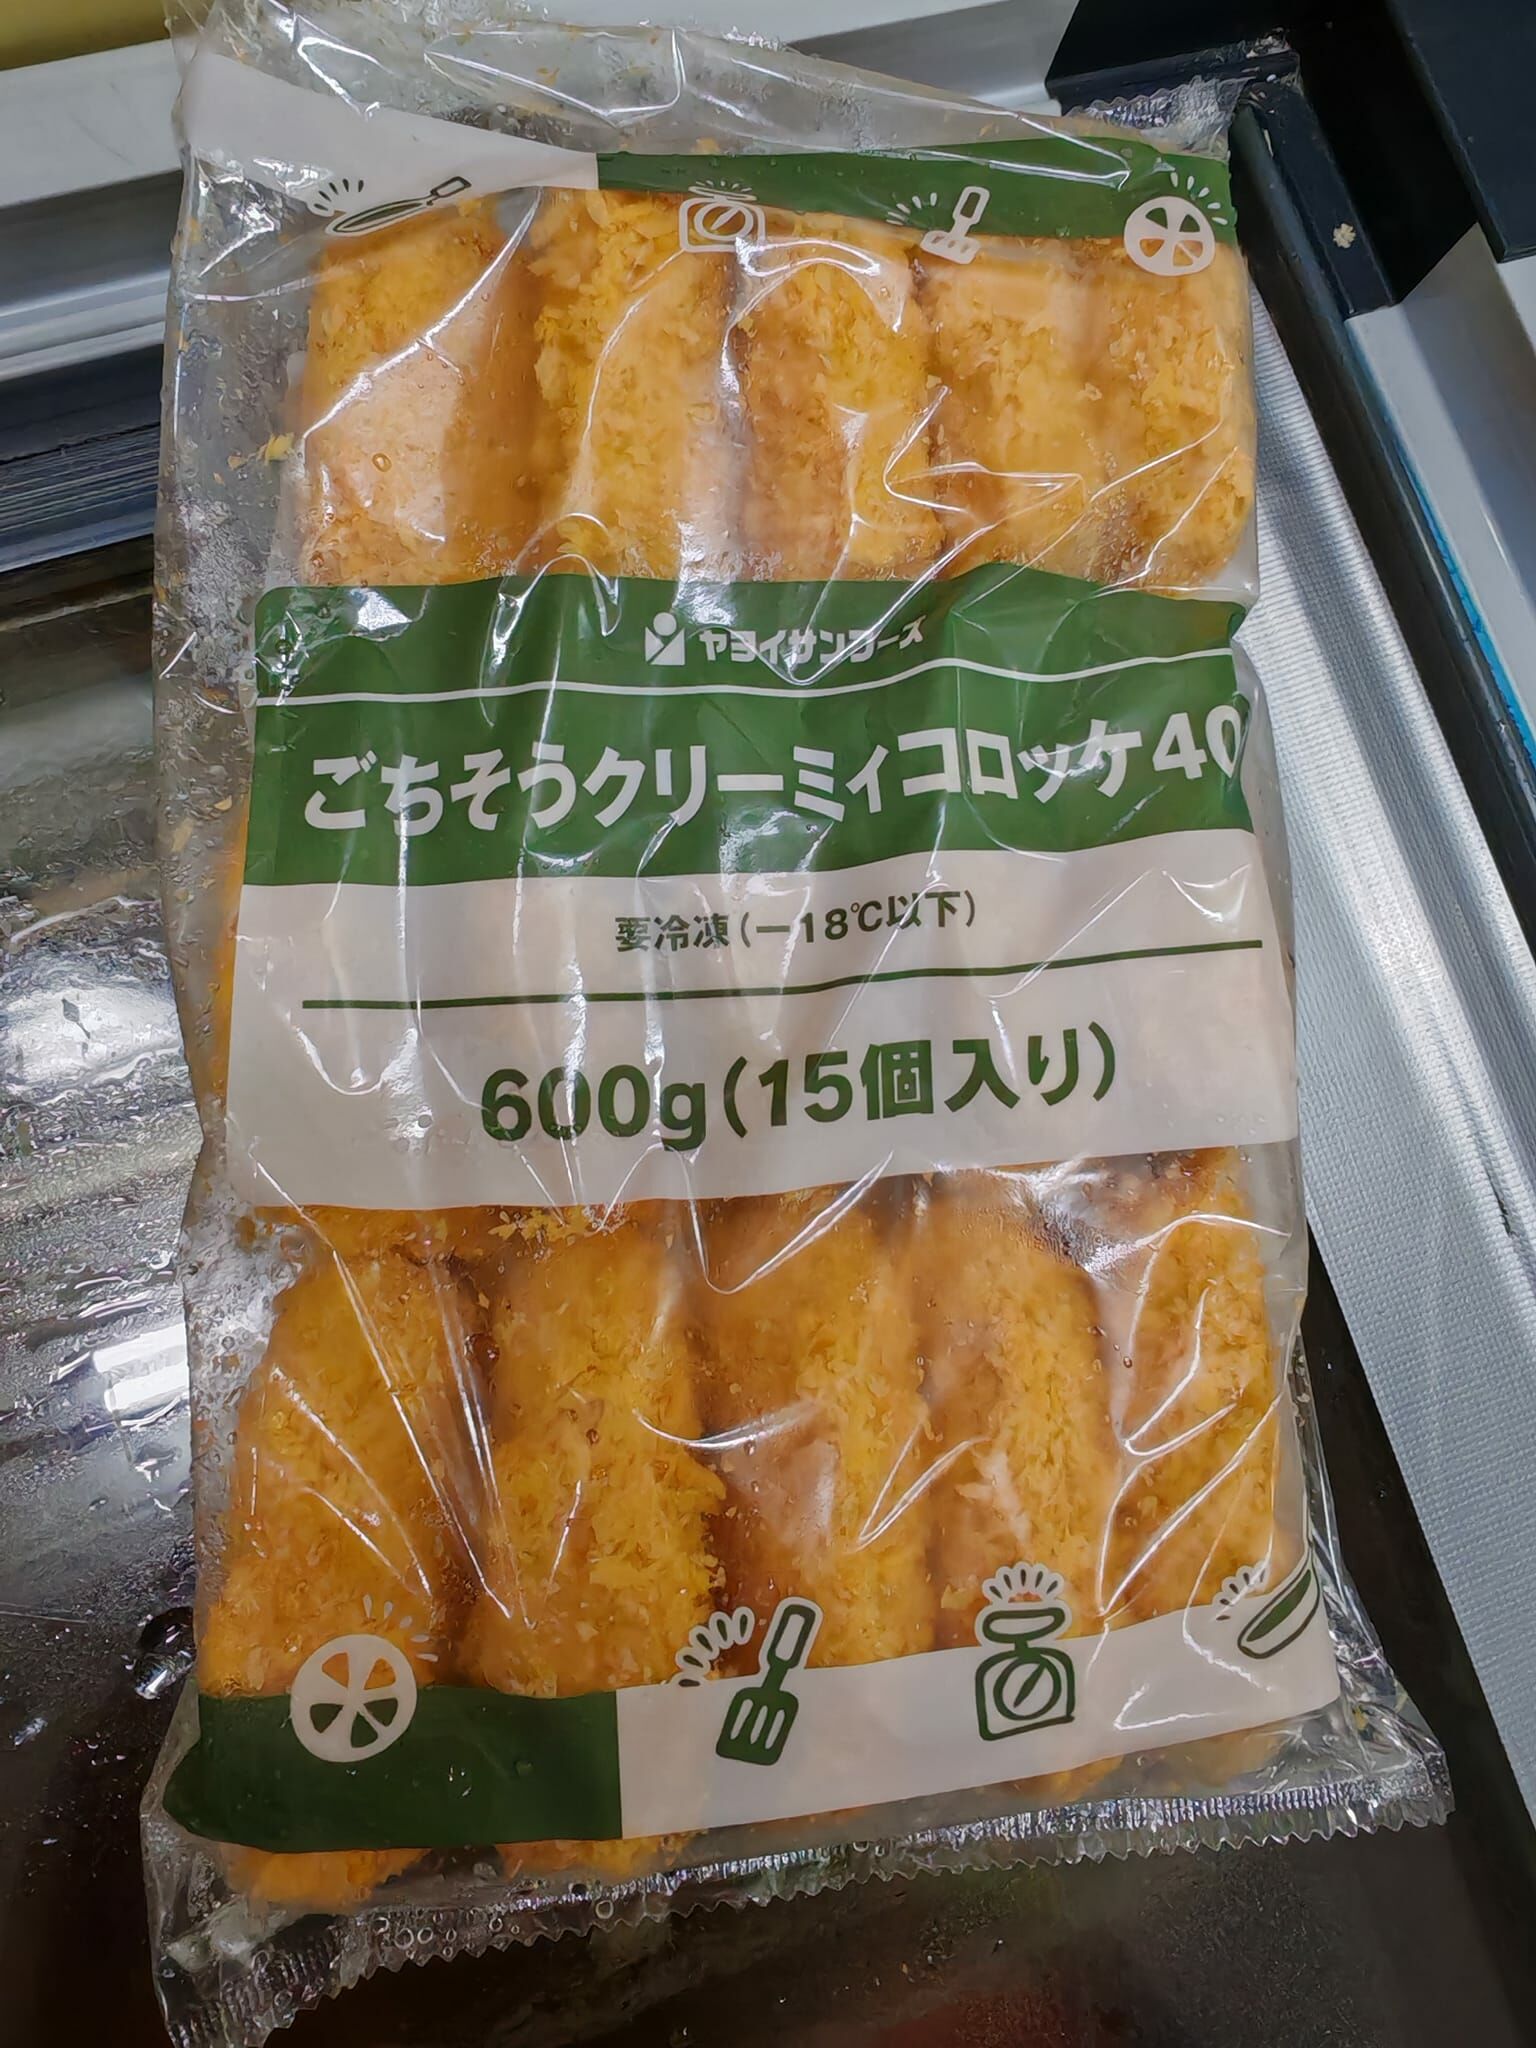 ヤヨイサンフーズ
ごちそうクリーミィコロッケ40
要冷凍(-18℃以下)
600g(15個入り)